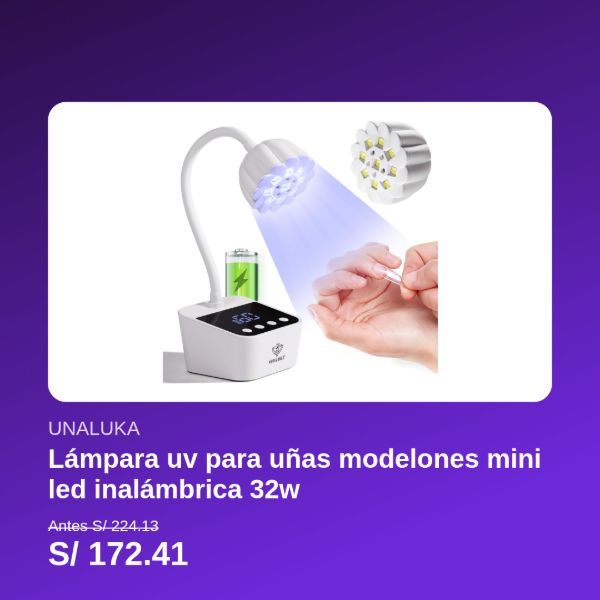 UNALUKA
Lámpara uv para uñas modelones mini
led inalámbrica 32w
Antes S/ 224.13
S/ 172.41